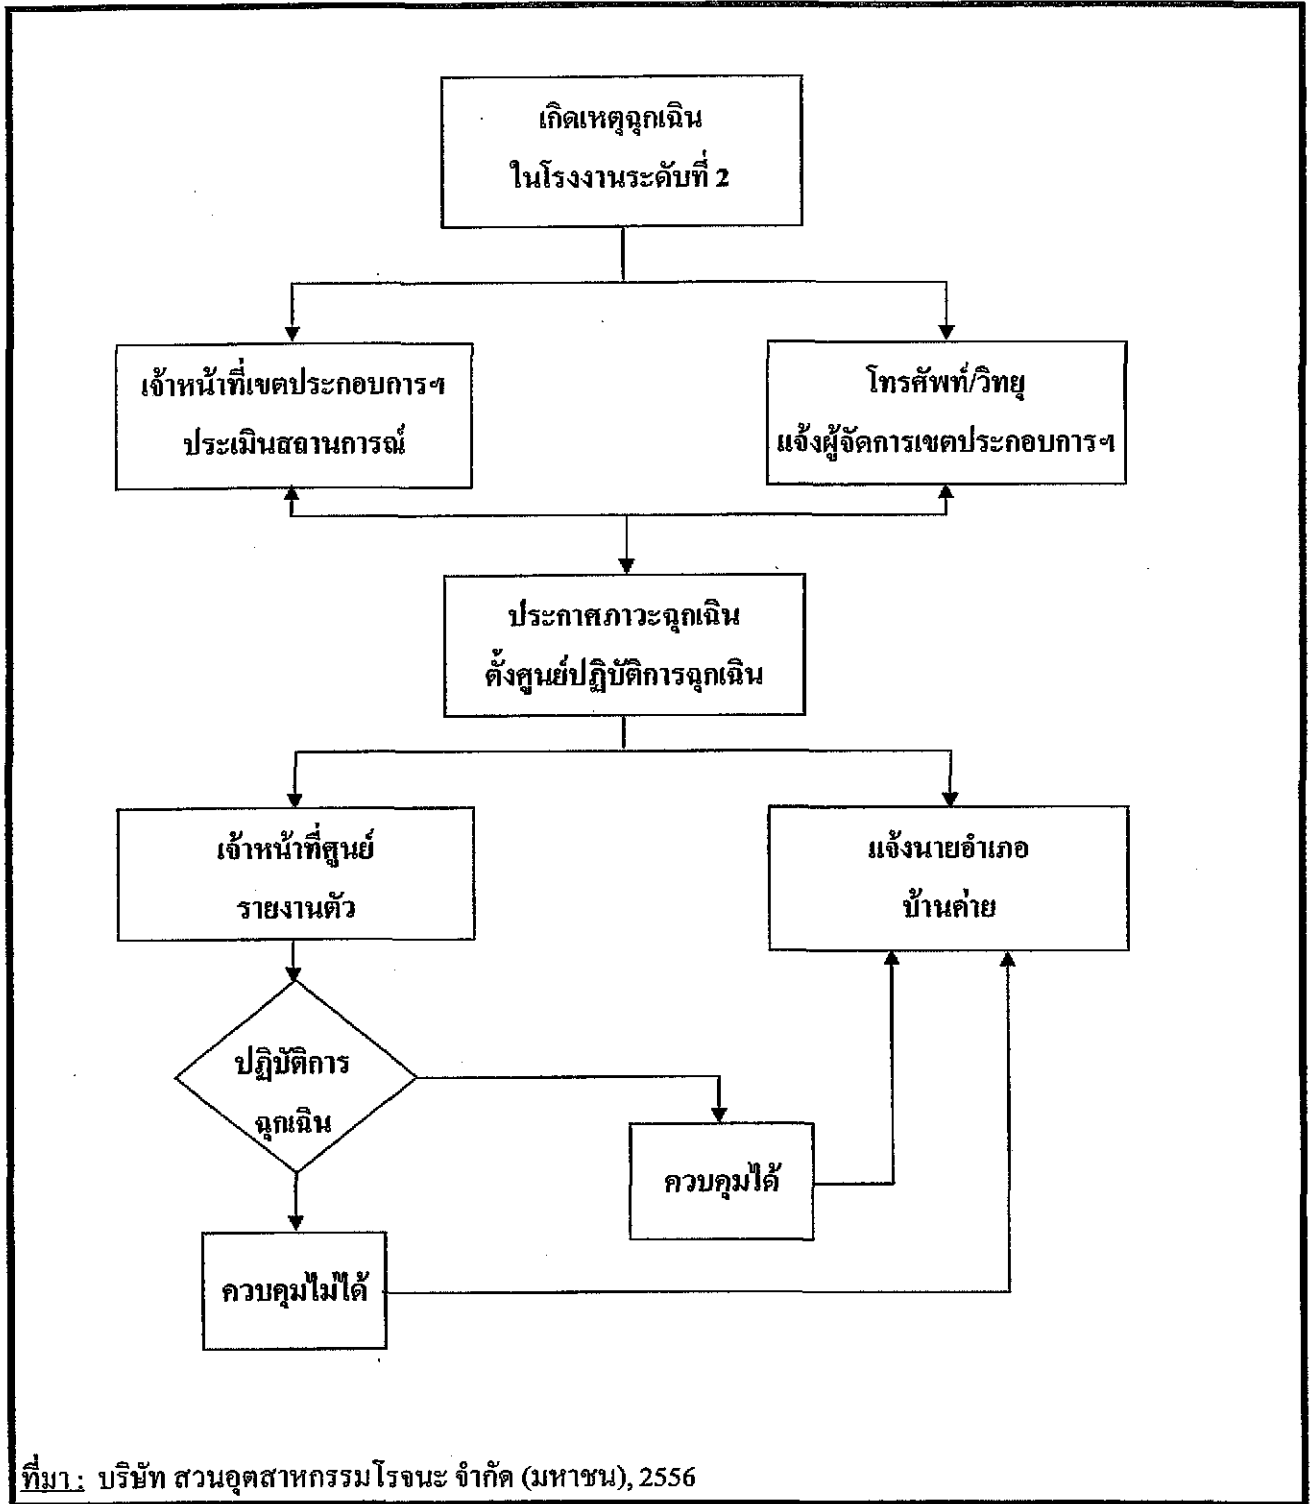 เกิดเหตุฉุกเฉิน
ในโรงงานระดับที่ 2
เจ้าหน้าที่เขตประกอบการฯ
ประเมินสถานการณ์
โทรศัพท์/วิทยุ
แจ้งผู้จัดการเขตประกอบการฯ
ประกาศภาวะฉุกเฉิน
ตั้งศูนย์ปฏิบัติการฉุกเฉิน
เจ้าหน้าที่ศูนย์
รายงานตัว
แจ้งนายอำเภอ
บ้านค่าย
ปฏิบัติการ
ฉุกเฉิน
ควบคุมได้
ควบคุมไม่ได้
ที่มา : บริษัท สวนอุตสาหกรรมโรจนะ จำกัด (มหาชน), 2556